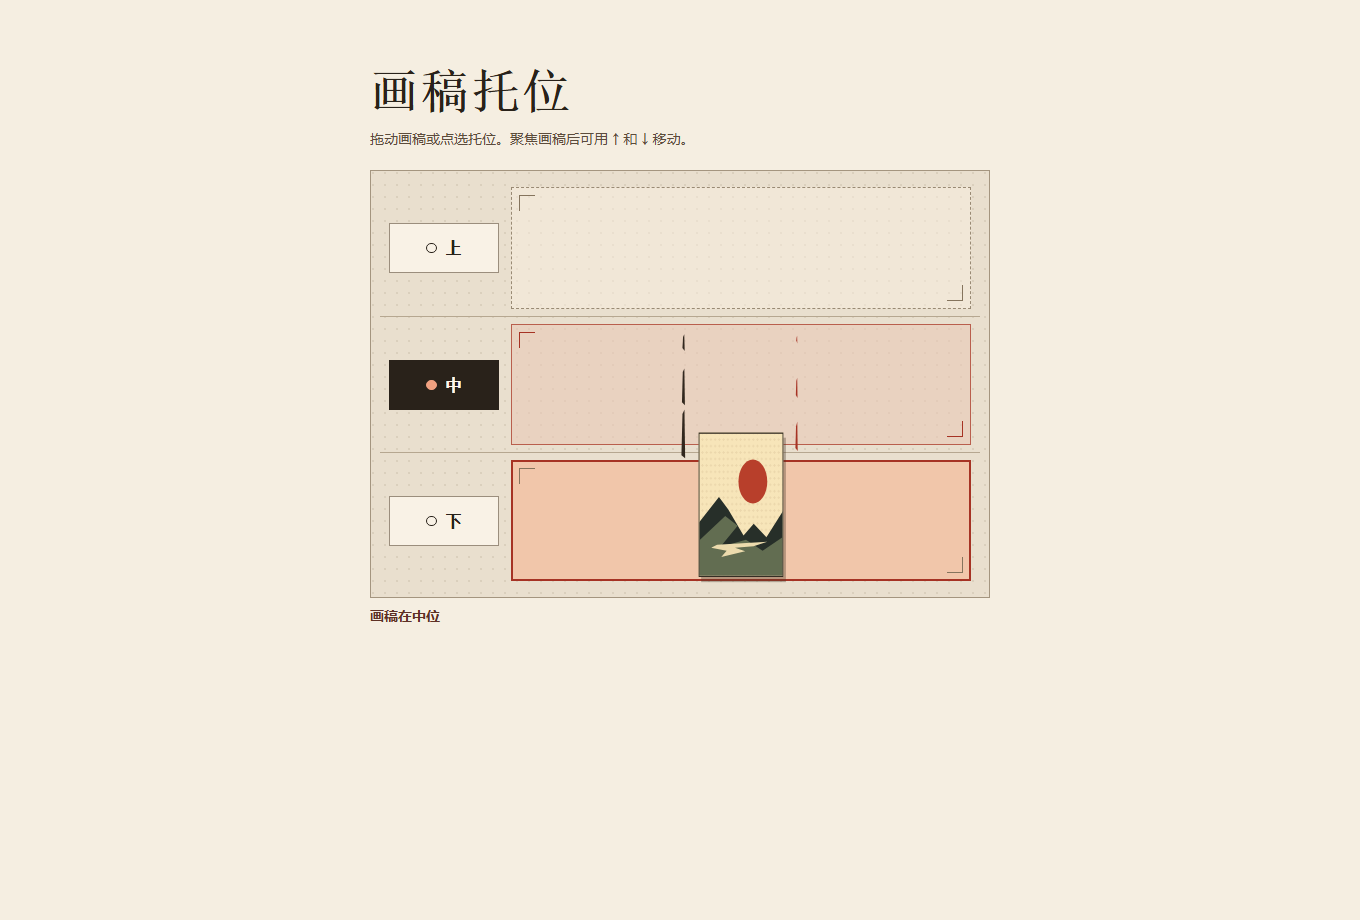 画稿托位
拖动画稿或点选托位。聚焦画稿后可用 ↑ 和 ↓ 移动。
上
中
下
画稿在中位